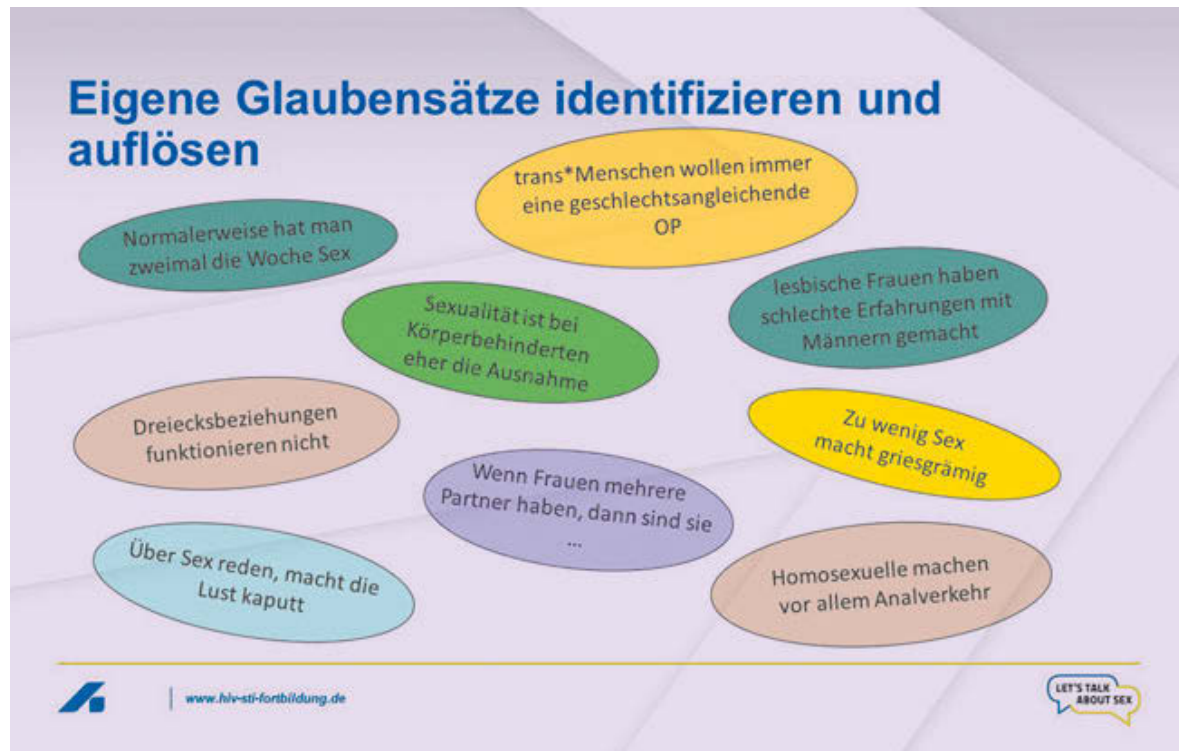 Eigene Glaubensätze identifizieren und
auflösen
trans*Menschen wollen immer
eine geschlechtsangleichende
OP
Normalerweise hat man
zweimal die Woche Sex
lesbische Frauen haben
schlechte Erfahrungen mit
Männern gemacht
Sexualität ist bei
Körperbehinderten
eher die Ausnahme
Dreiecksbeziehungen
funktionieren nicht
Zu wenig Sex
macht griesgrämig
Wenn Frauen mehrere
Partner haben, dann sind sie
...
Über Sex reden, macht die
Lust kaputt
Homosexuelle machen
vor allem Analverkehr
www.hiv-sti-fortbildung.de
LET'S TALK
ABOUT SEX